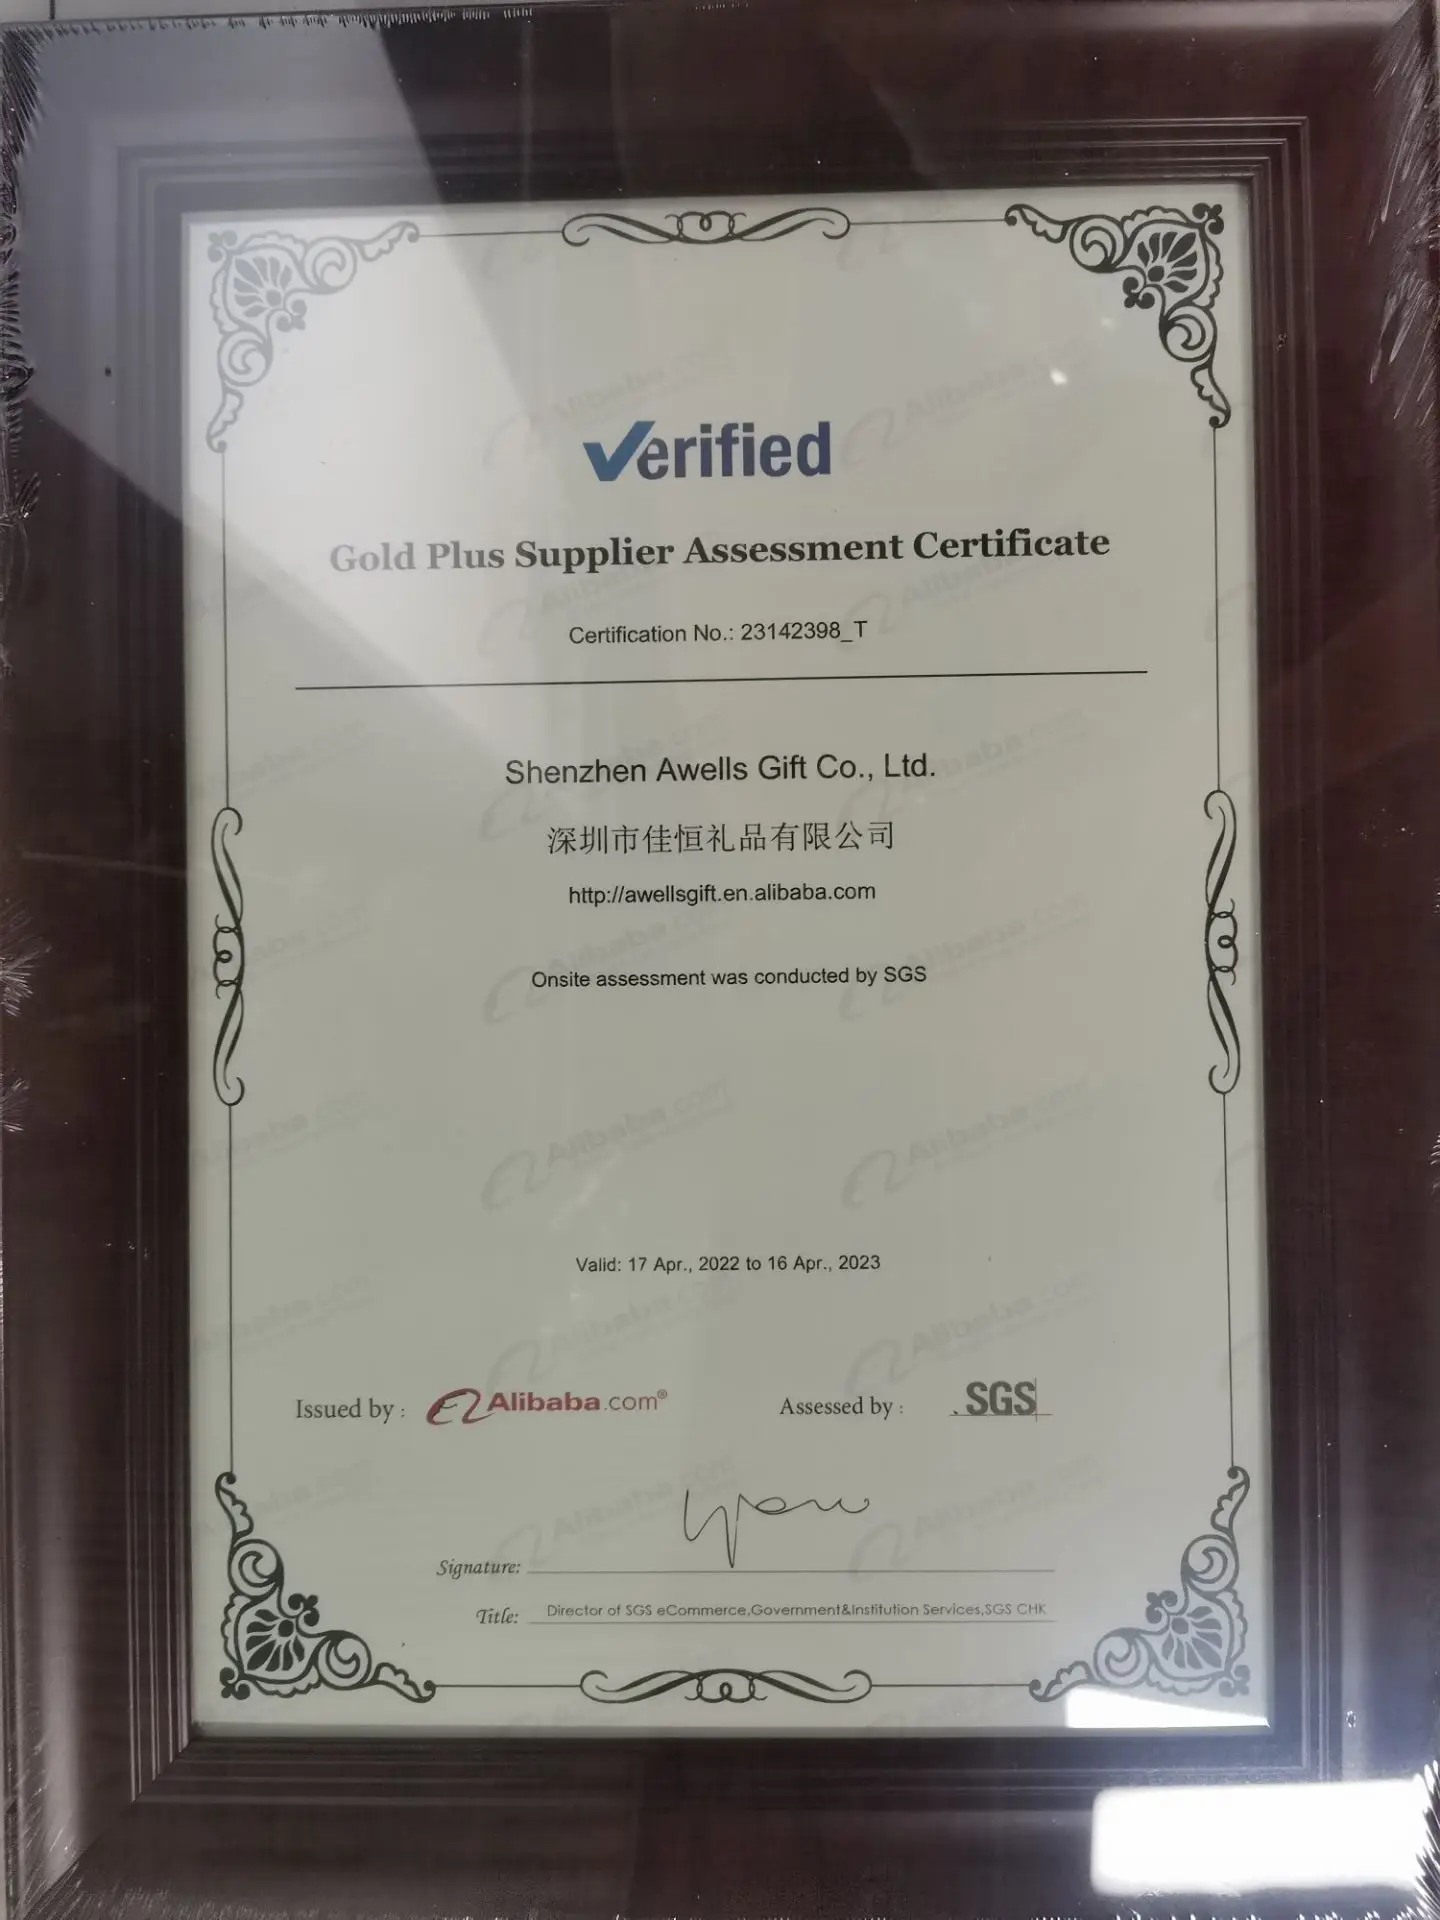 Verified
Gold Plus Supplier Assessment Certificate
Certification No.: 23142398_T
Shenzhen Awells Gift Co., Ltd.
深圳市佳恒礼品有限公司
http://awellsgift.en.alibaba.com
Onsite assessment was conducted by SGS
Valid: 17 Apr., 2022 to 16 Apr., 2023
Issued by : Alibaba.com® Assessed by : SGS
Signature:
Title: Director of SGS eCommerce,Government&Institution Services,SGS CHK